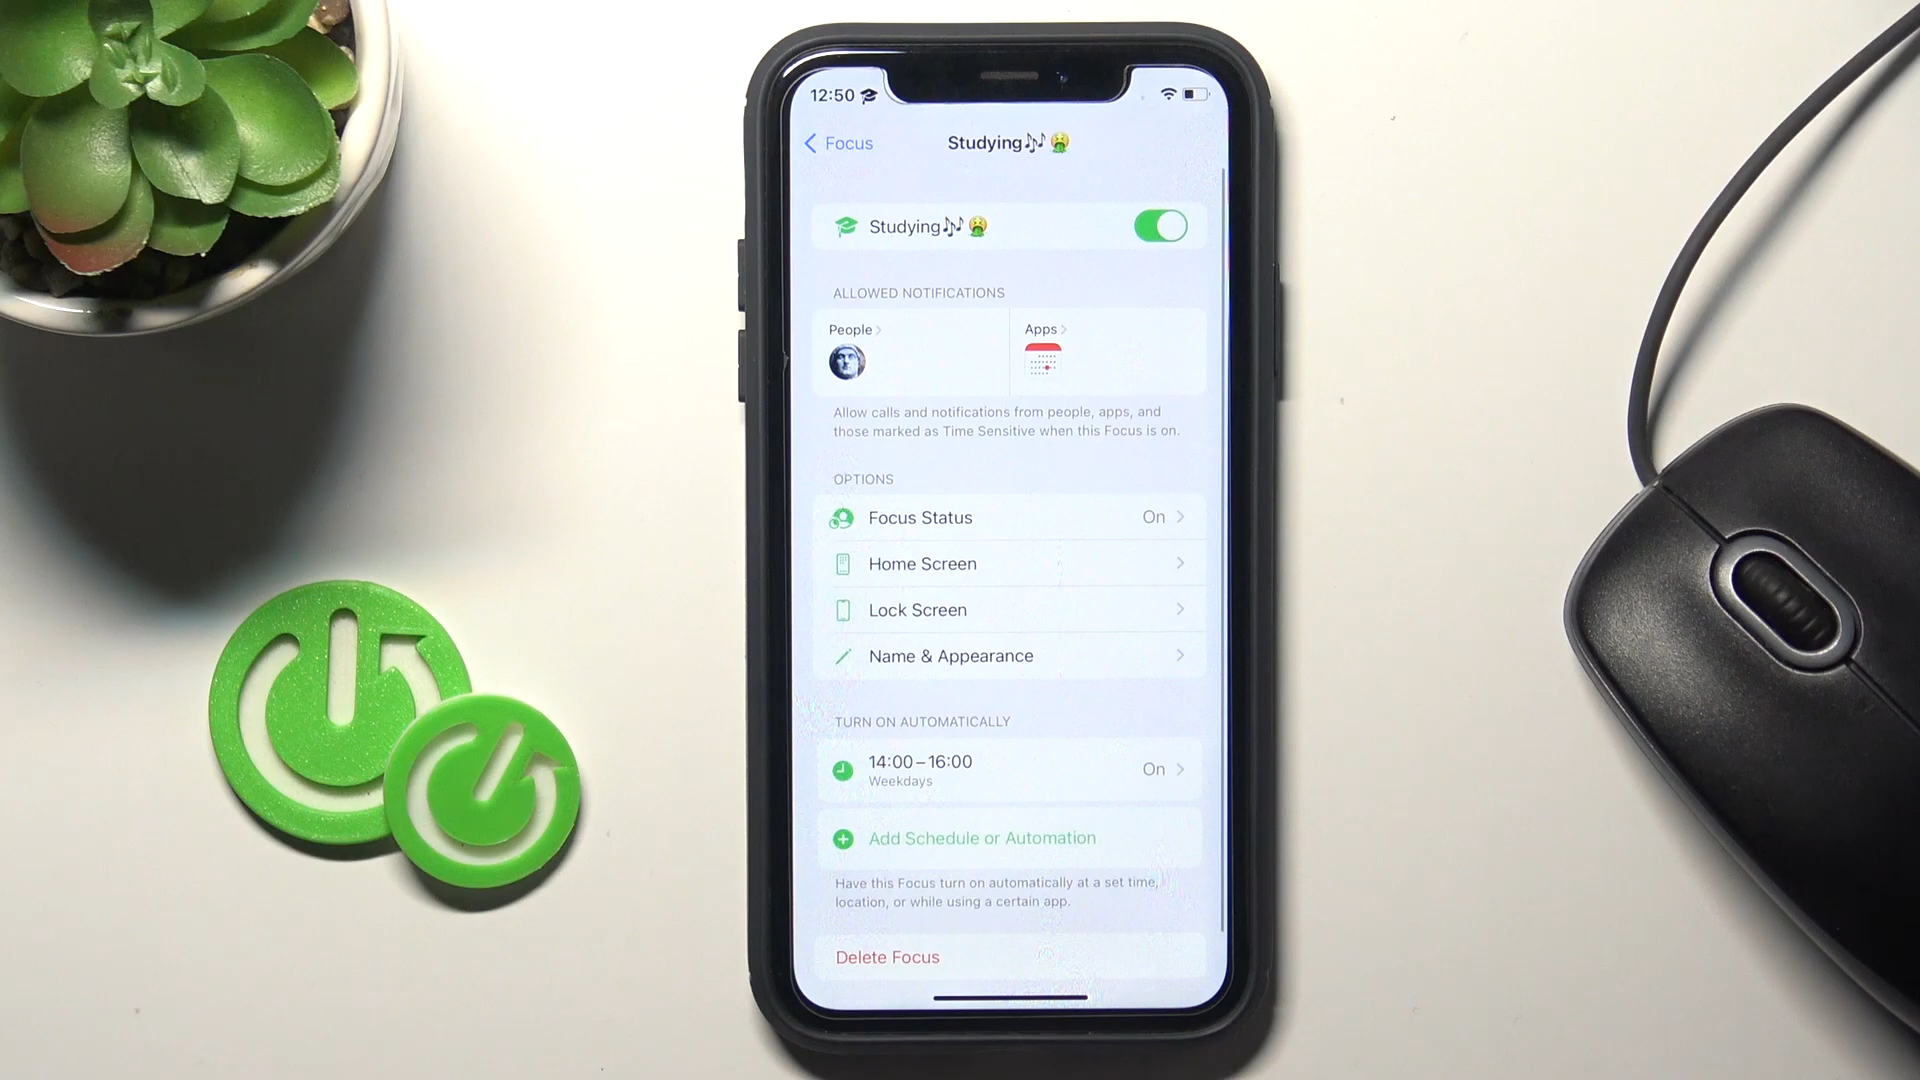 12:50
Focus
Studying🎶🤮
Studying🎶🤮
ALLOWED NOTIFICATIONS
People
Apps
Allow calls and notifications from people, apps, and
those marked as Time Sensitive when this Focus is on.
OPTIONS
Focus Status On
Home Screen
Lock Screen
Name & Appearance
TURN ON AUTOMATICALLY
14:00–16:00
Weekdays
On
Add Schedule or Automation
Have this Focus turn on automatically at a set time,
location, or while using a certain app.
Delete Focus